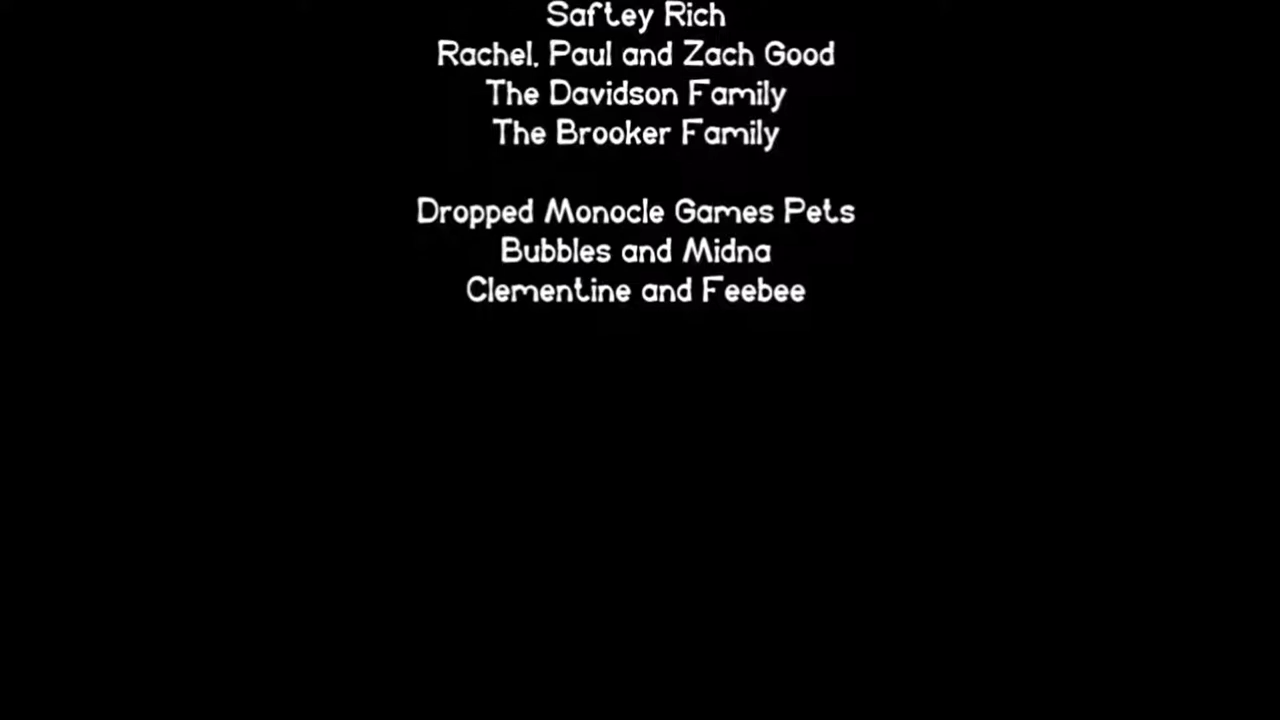 Saftey Rich
Rachel, Paul and Zach Good
The Davidson Family
The Brooker Family
Dropped Monocle Games Pets
Bubbles and Midna
Clementine and Feebee